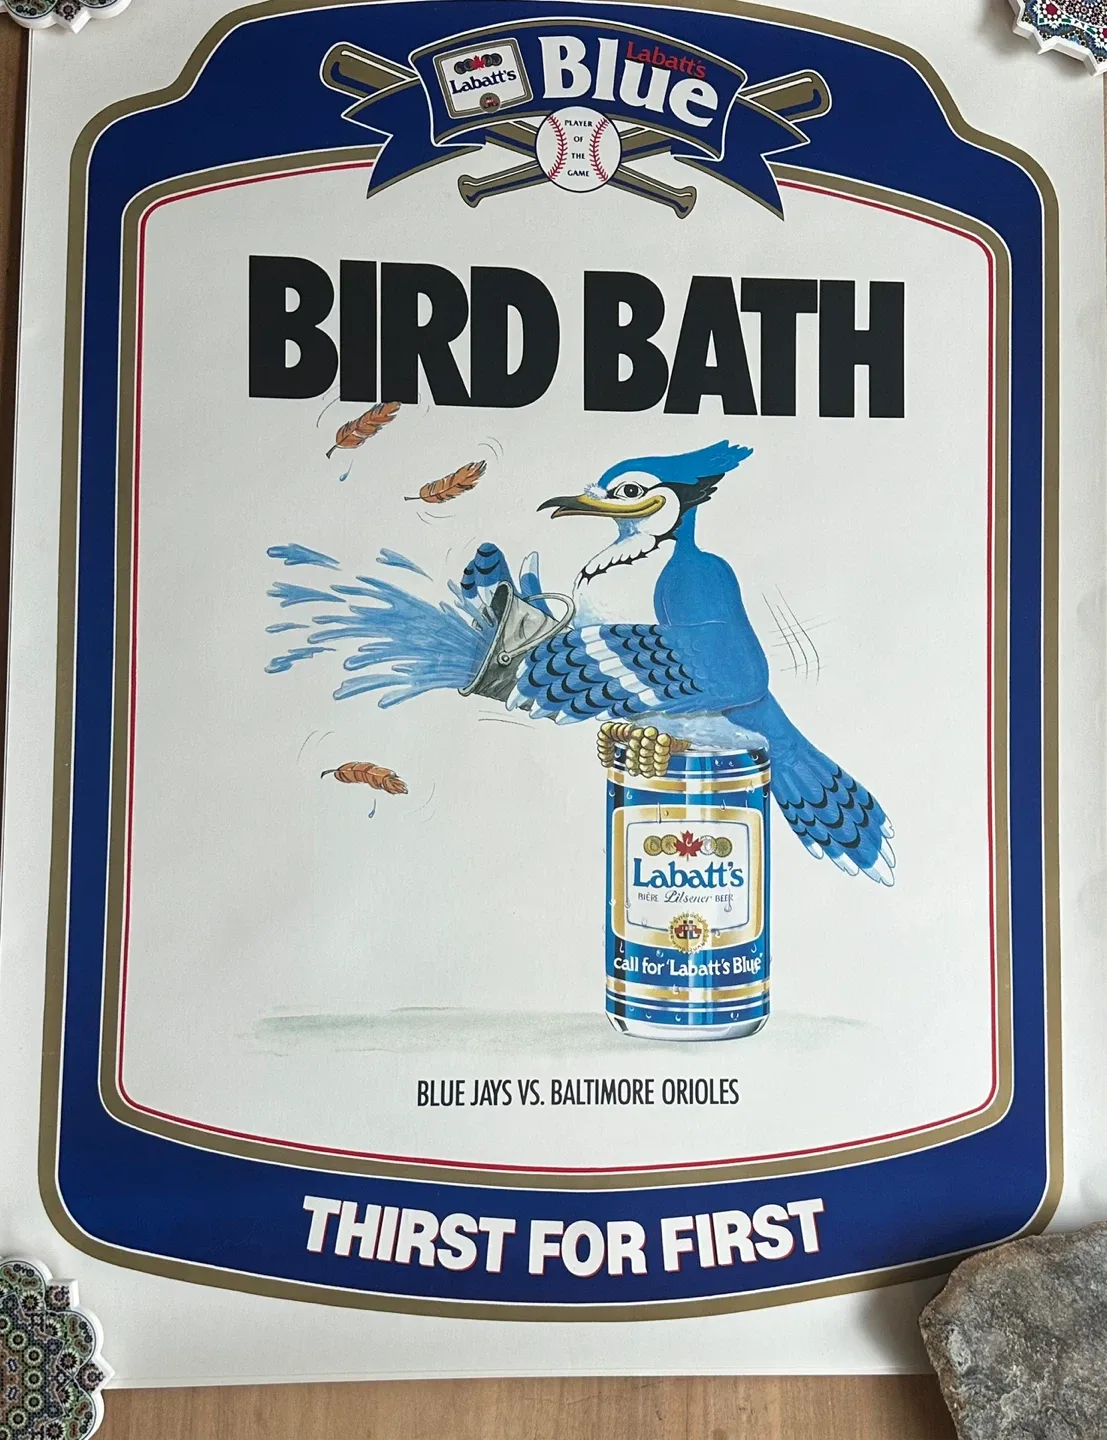 Labatt's
Labatt's
Blue
PLAYER
OF
THE
GAME
BIRD BATH
Labatt's
BIÈRE Pilsener BEER
call for 'Labatt's Blue'
BLUE JAYS VS. BALTIMORE ORIOLES
THIRST FOR FIRST